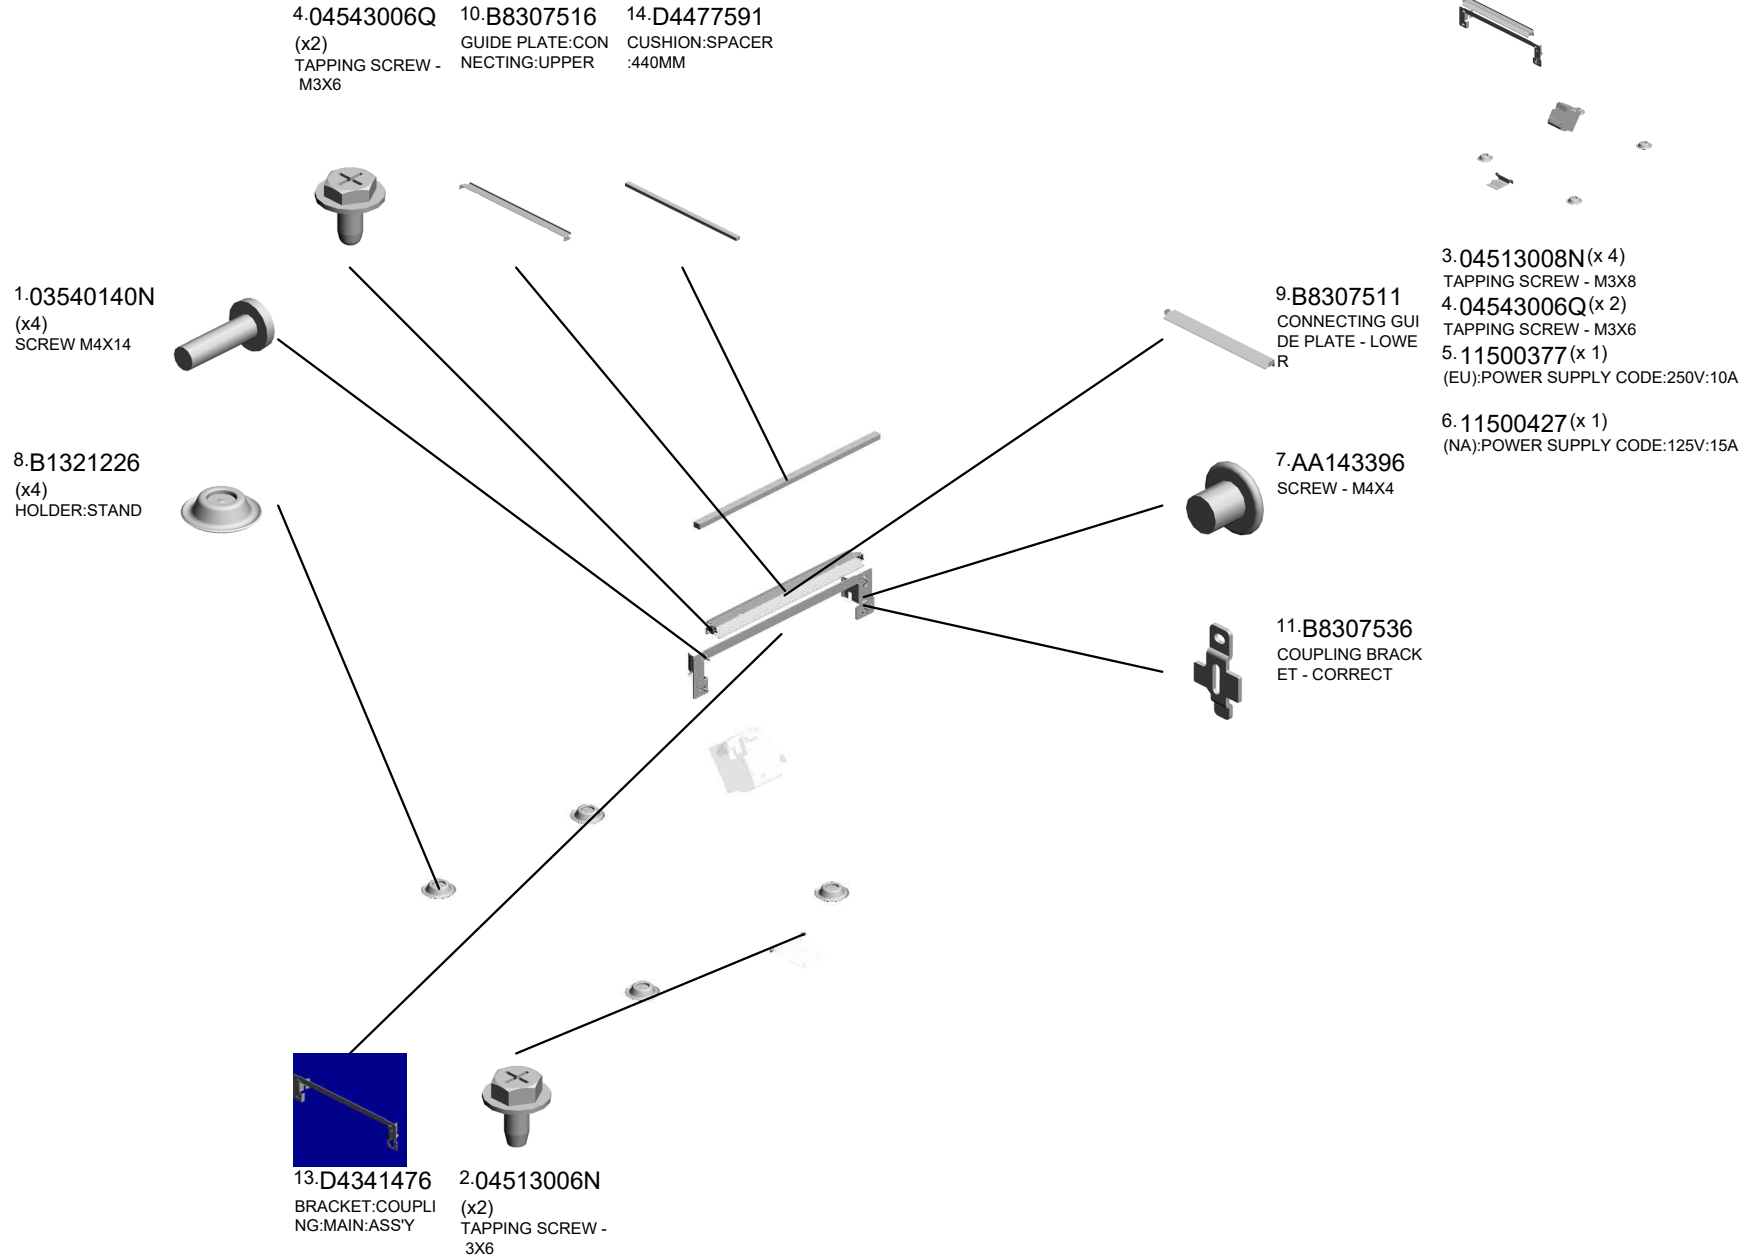 4.04543006Q
(x2)
TAPPING SCREW -
M3X6
10.B8307516
GUIDE PLATE:CON
NECTING:UPPER
14.D4477591
CUSHION:SPACER
:440MM
1.03540140N
(x4)
SCREW M4X14
8.B1321226
(x4)
HOLDER:STAND
9.B8307511
CONNECTING GUI
DE PLATE - LOWE
R
7.AA143396
SCREW - M4X4
11.B8307536
COUPLING BRACK
ET - CORRECT
3.04513008N(x 4)
TAPPING SCREW - M3X8
4.04543006Q(x 2)
TAPPING SCREW - M3X6
5.11500377(x 1)
(EU):POWER SUPPLY CODE:250V:10A
6.11500427(x 1)
(NA):POWER SUPPLY CODE:125V:15A
13.D4341476
BRACKET:COUPLI
NG:MAIN:ASS'Y
2.04513006N
(x2)
TAPPING SCREW -
3X6